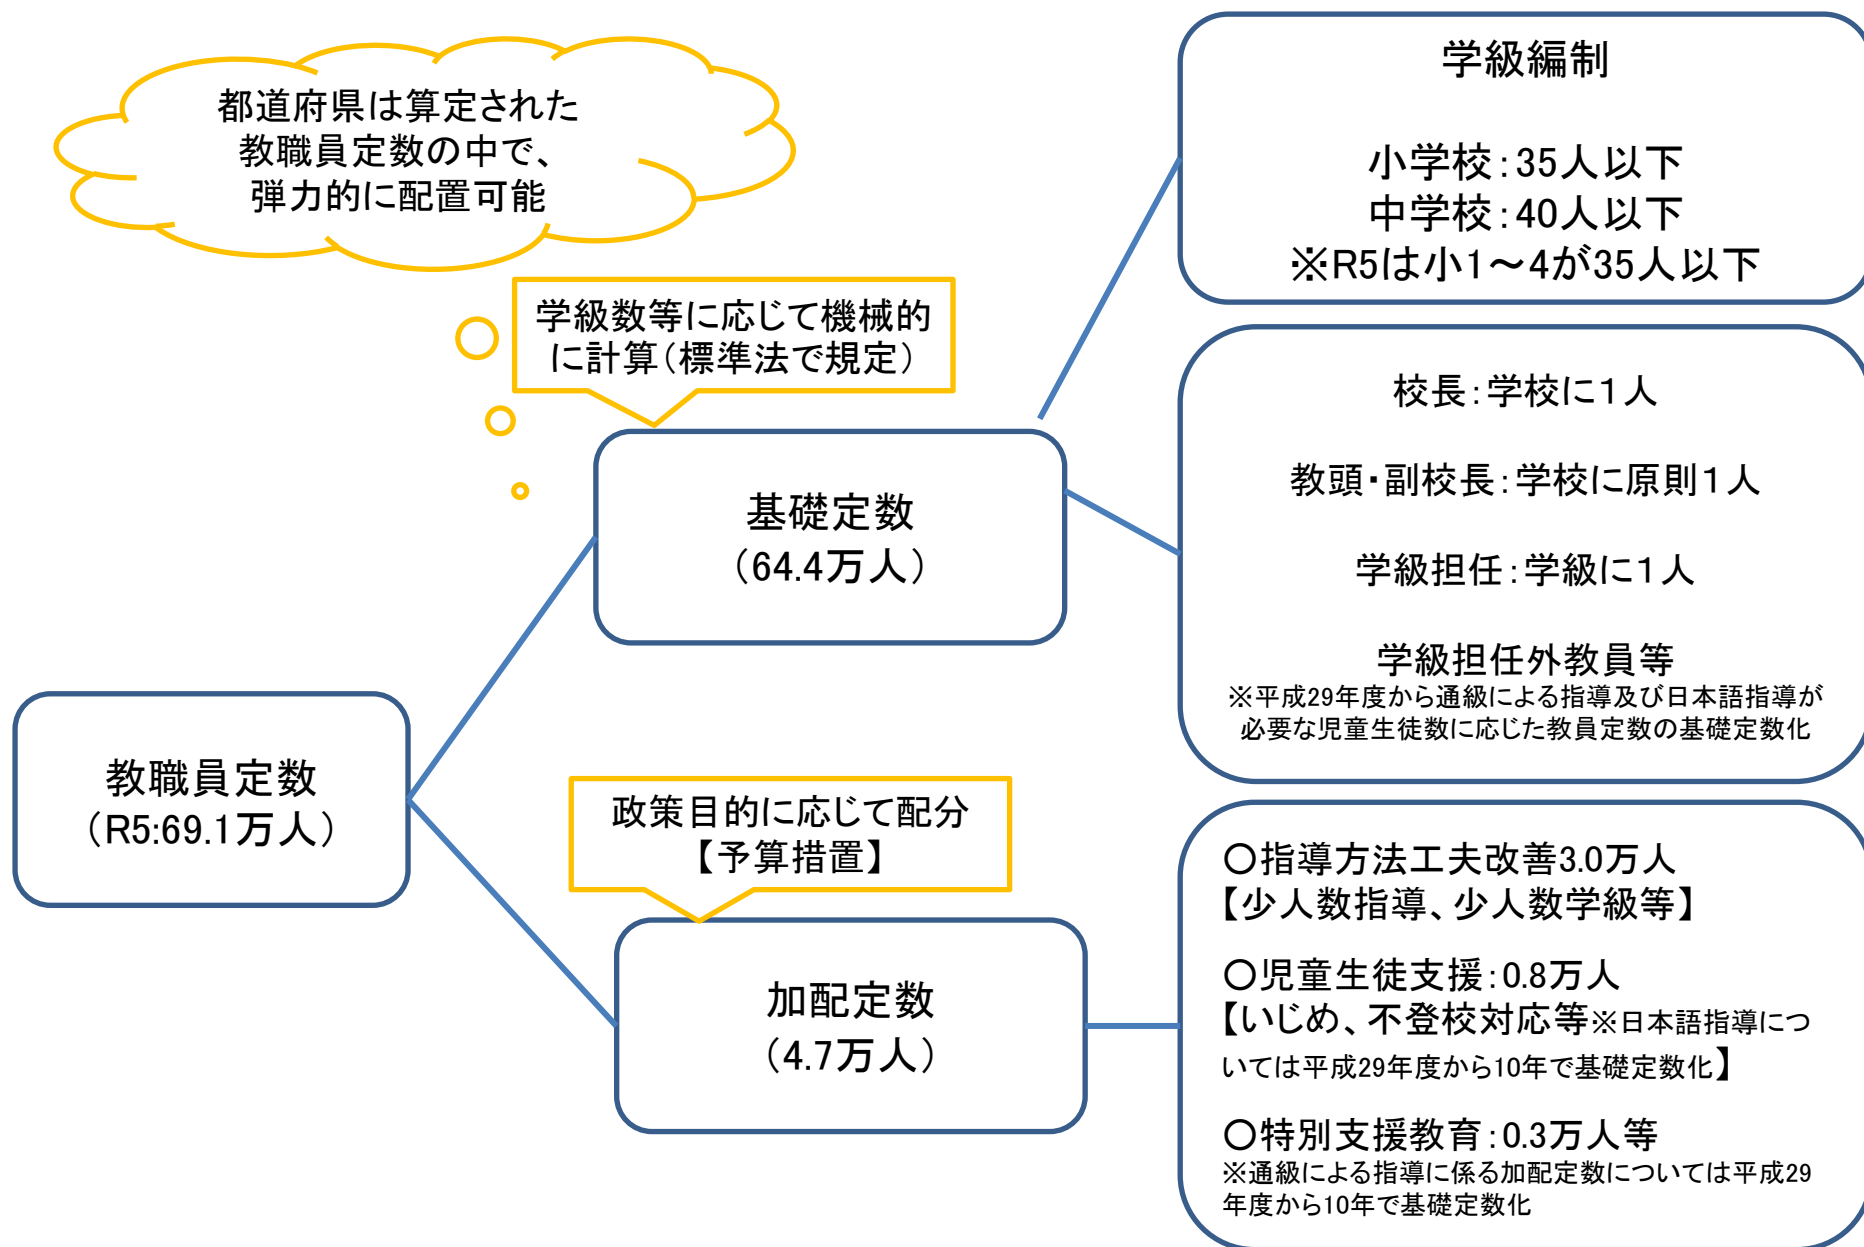 都道府県は算定された
教職員定数の中で、
弾力的に配置可能
学級数等に応じて機械的
に計算（標準法で規定）
基礎定数
（64.4万人）
教職員定数
（R5:69.1万人）
政策目的に応じて配分
【予算措置】
加配定数
（4.7万人）
学級編制
小学校：35人以下
中学校：40人以下
※R5は小1～4が35人以下
校長：学校に１人
教頭・副校長：学校に原則１人
学級担任：学級に１人
学級担任外教員等
※平成29年度から通級による指導及び日本語指導が
必要な児童生徒数に応じた教員定数の基礎定数化
〇指導方法工夫改善3.0万人
【少人数指導、少人数学級等】
〇児童生徒支援：0.8万人
【いじめ、不登校対応等※日本語指導につ
いては平成29年度から10年で基礎定数化】
〇特別支援教育：0.3万人等
※通級による指導に係る加配定数については平成29
年度から10年で基礎定数化